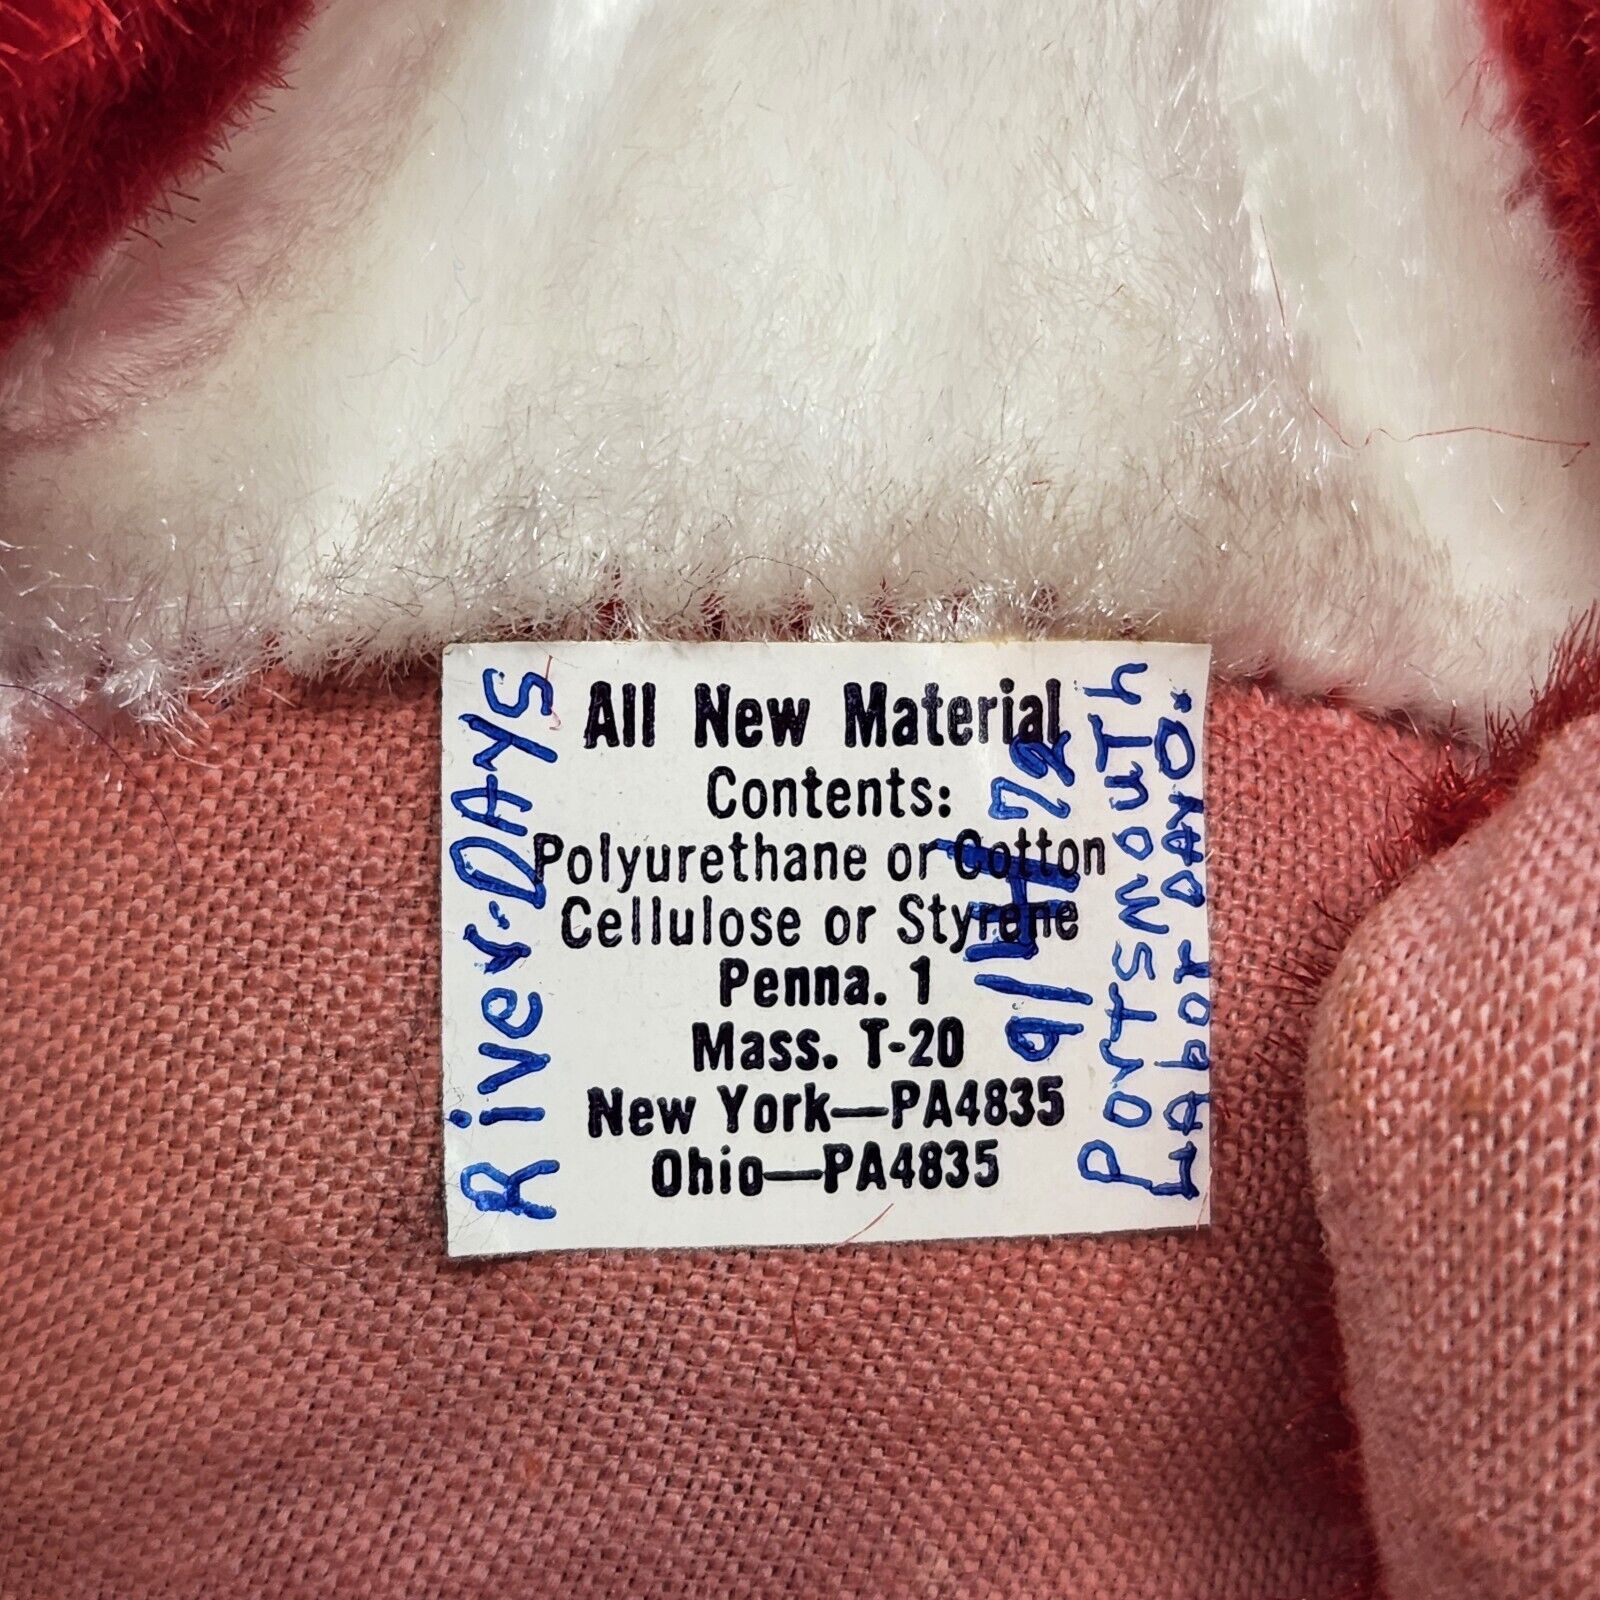 All New Material
Contents:
Polyurethane or Cotton
Cellulose or Styrene
Penna. 1
Mass. T-20
New York—PA4835
Ohio—PA4835
River-DAYS
9/4/72
PortsmouTh
LAbor DAY O.